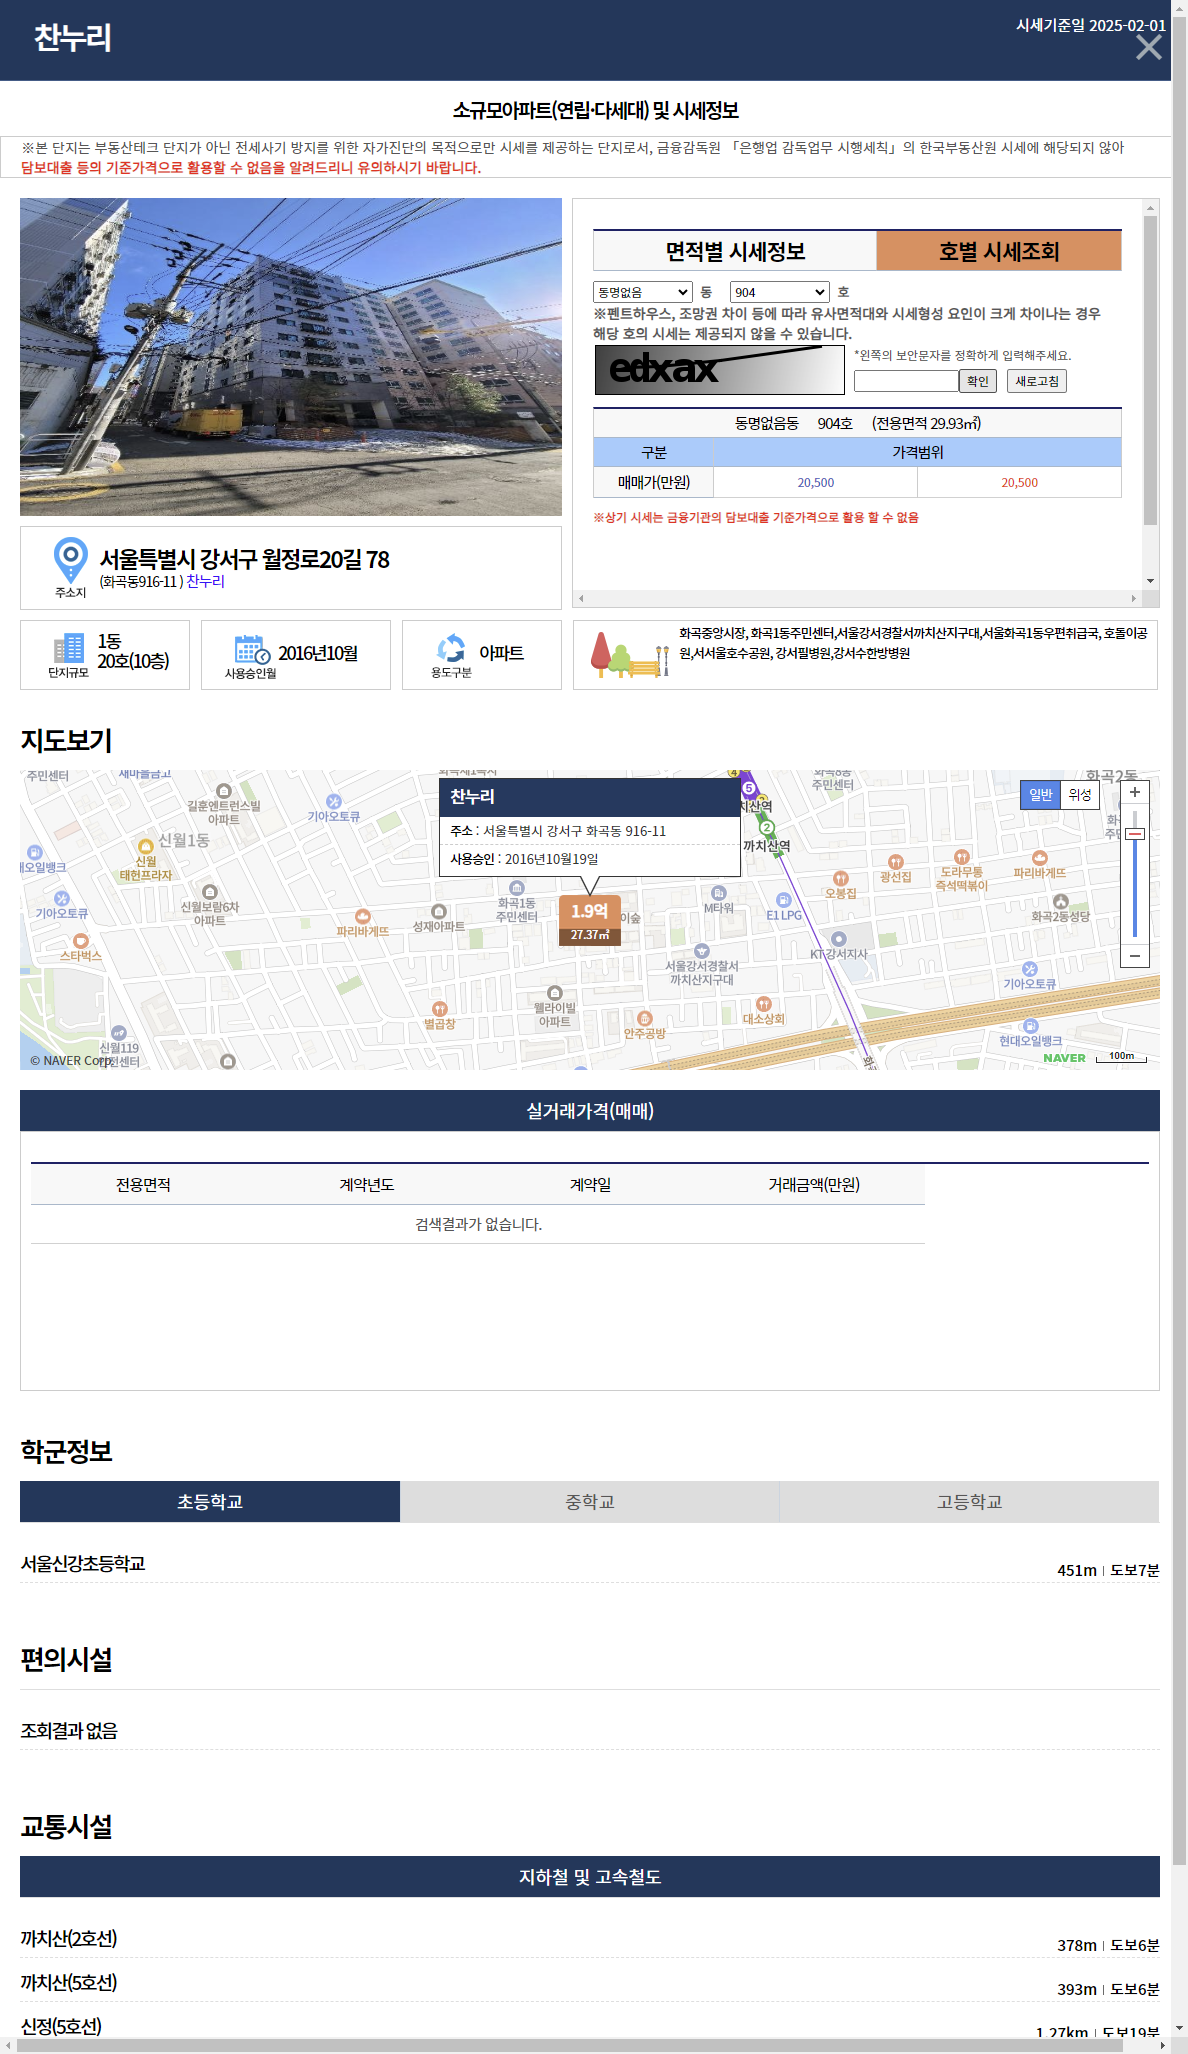 찬누리
시세기준일 2025-02-01
소규모아파트(연립·다세대) 및 시세정보
※본 단지는 부동산테크 단지가 아닌 전세사기 방지를 위한 자가진단의 목적으로만 시세를 제공하는 단지로서, 금융감독원 「은행업 감독업무 시행세칙」의 한국부동산원 시세에 해당되지 않아
담보대출 등의 기준가격으로 활용할 수 없음을 알려드리니 유의하시기 바랍니다.
면적별 시세정보 호별 시세조회
동명없음 동 904 호
※펜트하우스, 조망권 차이 등에 따라 유사면적대와 시세형성 요인이 크게 차이나는 경우
해당 호의 시세는 제공되지 않을 수 있습니다.
edxax
*왼쪽의 보안문자를 정확하게 입력해주세요.
확인 새로고침
동명없음동 904호 (전용면적 29.93㎡)
구분 가격범위
매매가(만원) 20,500 20,500
※상기 시세는 금융기관의 담보대출 기준가격으로 활용 할 수 없음
주소지
서울특별시 강서구 월정로20길 78
(화곡동916-11 ) 찬누리
단지규모
1동
20호(10층)
사용승인월
2016년10월
용도구분
아파트
화곡중앙시장, 화곡1동주민센터,서울강서경찰서까치산지구대,서울화곡1동우편취급국, 호돌이공
원,서서울호수공원, 강서필병원,강서수한방병원
지도보기
주민센터
새마을금고
주민센터
화곡2동
길훈엔트런스빌
아파트
기아오토큐
신월1동
신월
태헌프라자
기아오토큐
신월보람6차
아파트
스타벅스
파리바게뜨
성재아파트
찬누리
주소 : 서울특별시 강서구 화곡동 916-11
사용승인 : 2016년10월19일
1.9억
27.37㎡
화곡1동
주민센터
이숲
4
5
2
까치산역
M타워
E1 LPG
오봉집
광선집
도라무통
즉석떡볶이
파리바게뜨
화곡2동성당
KT강서지사
서울강서경찰서
까치산지구대
웰라이빌
아파트
별곱창
안주공방
대소상회
기아오토큐
현대오일뱅크
신월119
안전센터
© NAVER Corp.
일반 위성
+
−
NAVER
100m
실거래가격(매매)
전용면적 계약년도 계약일 거래금액(만원)
검색결과가 없습니다.
학군정보
초등학교 중학교 고등학교
서울신강초등학교 451m | 도보7분
편의시설
조회결과 없음
교통시설
지하철 및 고속철도
까치산(2호선) 378m | 도보6분
까치산(5호선) 393m | 도보6분
신정(5호선) 1.27km | 도보19분